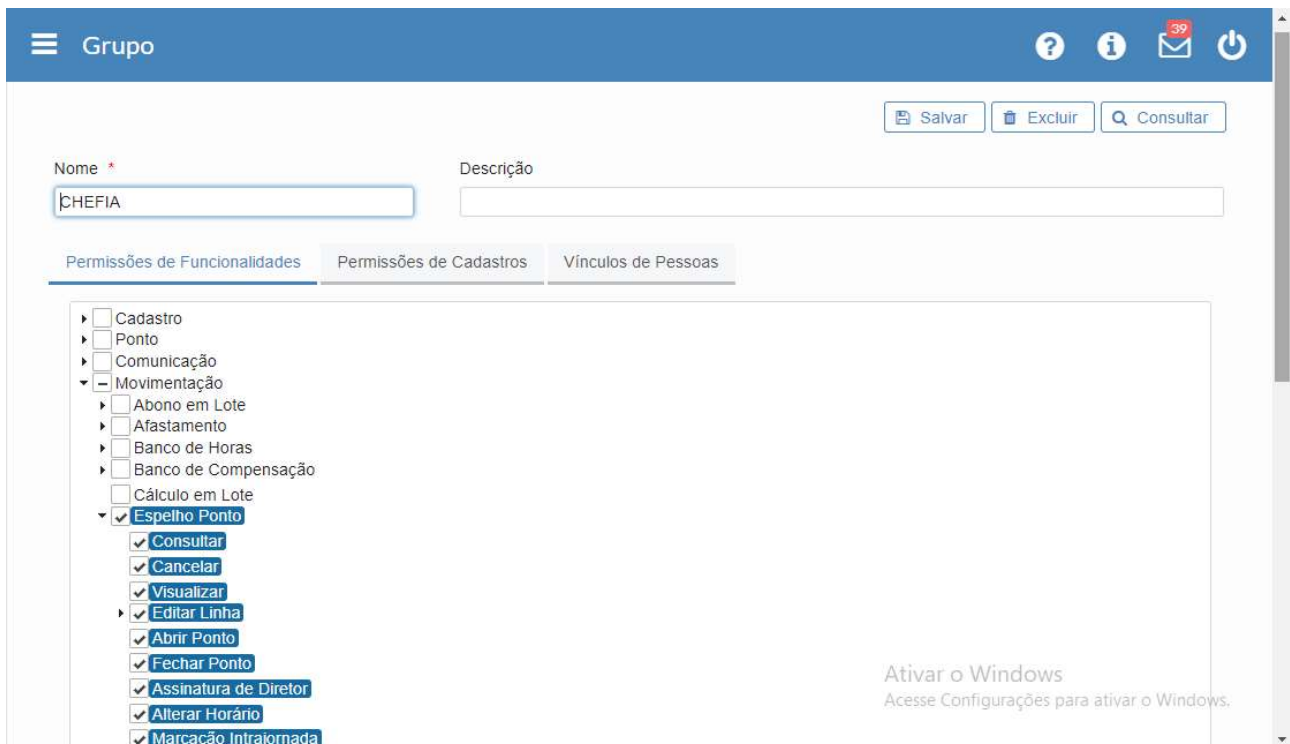 Grupo
39
Salvar Excluir Consultar
Nome * Descrição
CHEFIA
Permissões de Funcionalidades Permissões de Cadastros Vínculos de Pessoas
Cadastro
Ponto
Comunicação
Movimentação
Abono em Lote
Afastamento
Banco de Horas
Banco de Compensação
Cálculo em Lote
Espelho Ponto
Consultar
Cancelar
Visualizar
Editar Linha
Abrir Ponto
Fechar Ponto
Assinatura de Diretor
Alterar Horário
Marcação Intrajornada
Ativar o Windows
Acesse Configurações para ativar o Windows.